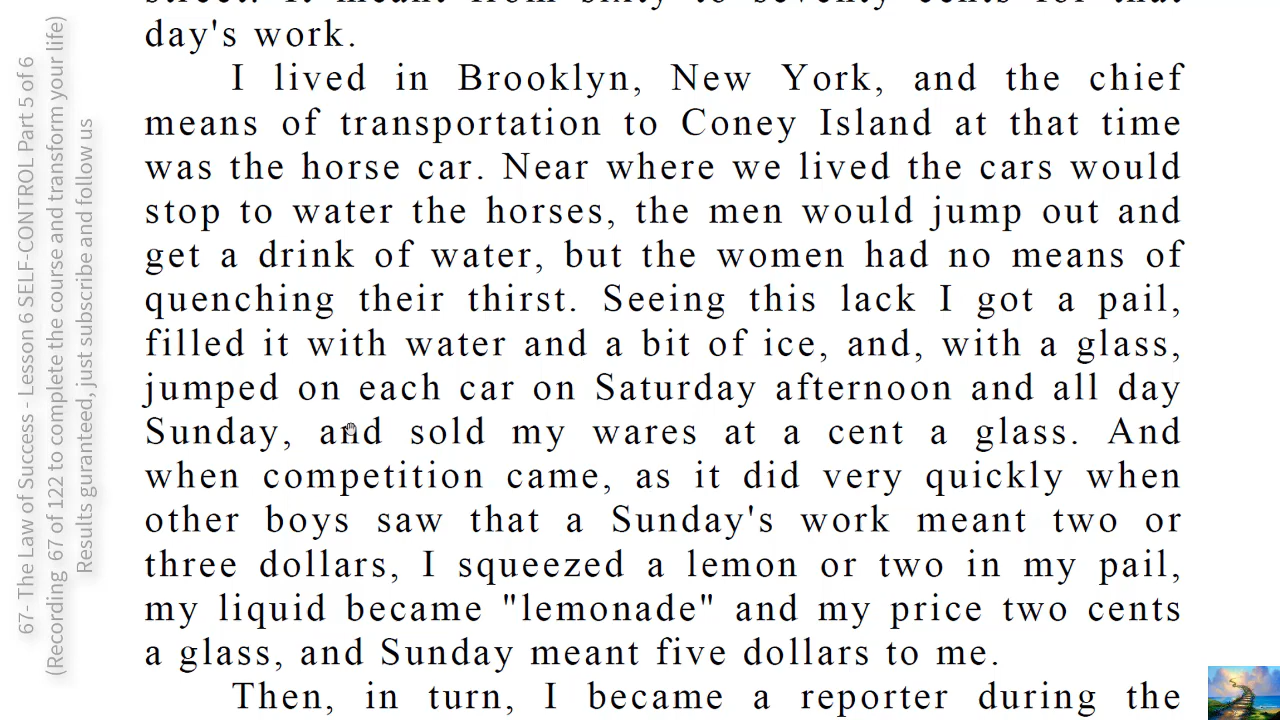 day's work.
I lived in Brooklyn, New York, and the chief
means of transportation to Coney Island at that time
was the horse car. Near where we lived the cars would
stop to water the horses, the men would jump out and
get a drink of water, but the women had no means of
quenching their thirst. Seeing this lack I got a pail,
filled it with water and a bit of ice, and, with a glass,
jumped on each car on Saturday afternoon and all day
Sunday, and sold my wares at a cent a glass. And
when competition came, as it did very quickly when
other boys saw that a Sunday's work meant two or
three dollars, I squeezed a lemon or two in my pail,
my liquid became "lemonade" and my price two cents
a glass, and Sunday meant five dollars to me.
Then, in turn, I became a reporter during the
67- The Law of Success - Lesson 6 SELF-CONTROL Part 5 of 6
(Recording 67 of 122 to complete the course and transform your life)
Results guranteed, just subscribe and follow us